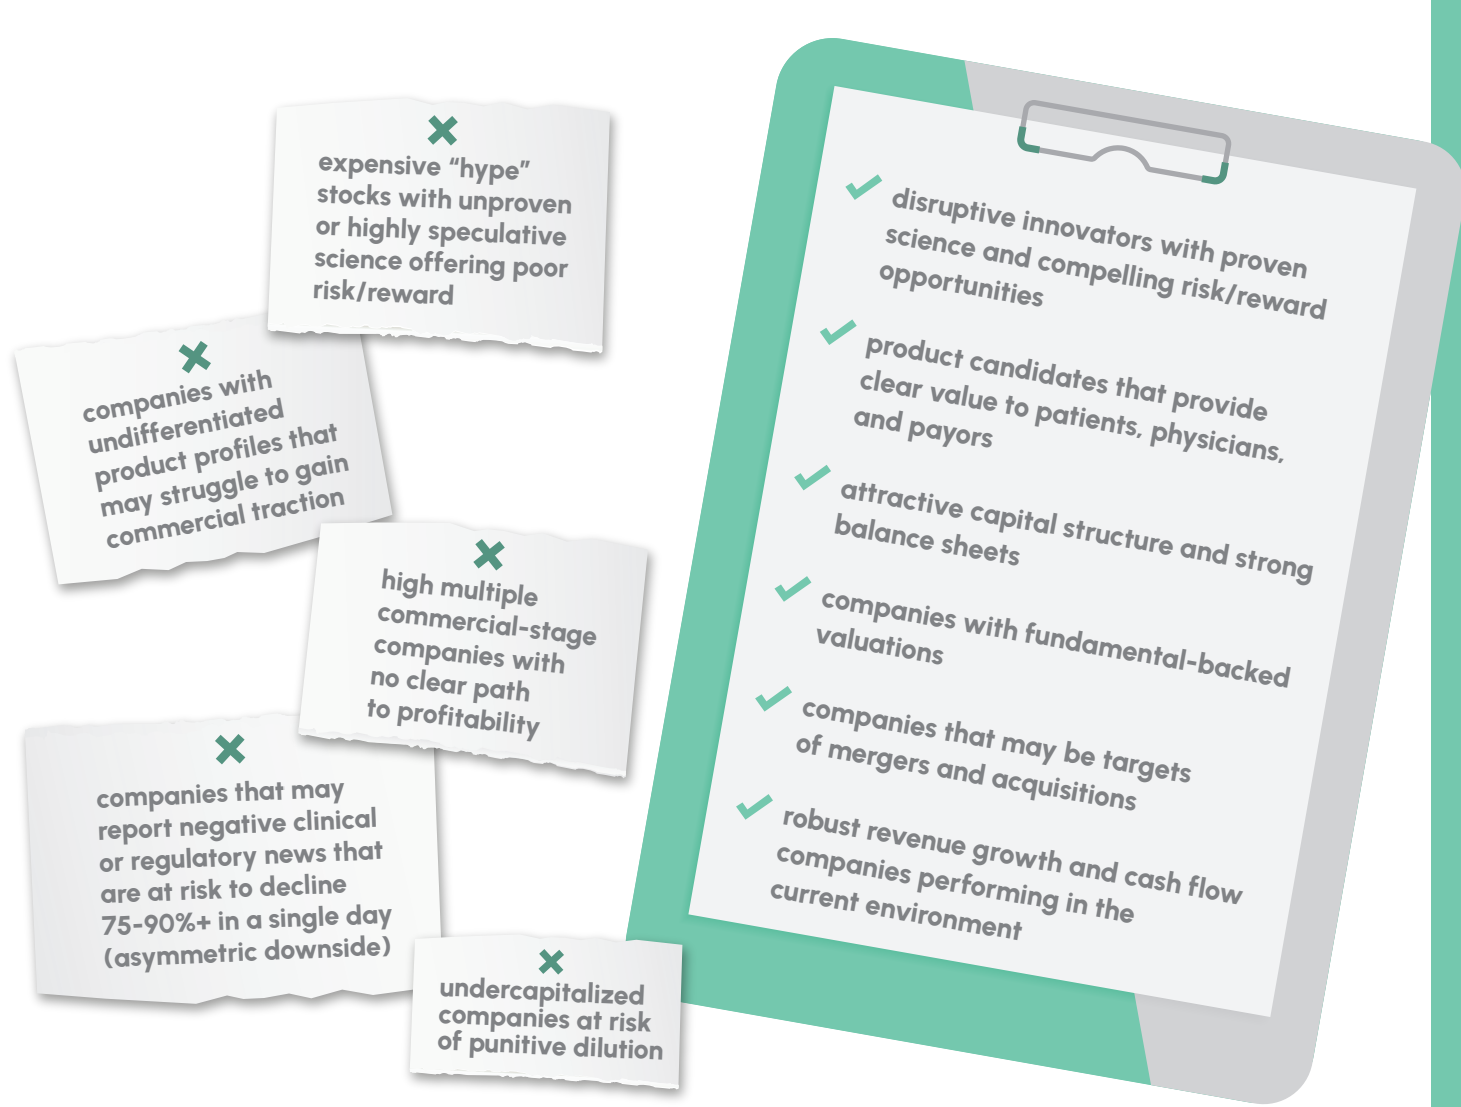 expensive “hype”
stocks with unproven
or highly speculative
science offering poor
risk/reward
companies with
undifferentiated
product profiles that
may struggle to gain
commercial traction
high multiple
commercial-stage
companies with
no clear path
to profitability
companies that may
report negative clinical
or regulatory news that
are at risk to decline
75-90%+ in a single day
(asymmetric downside)
undercapitalized
companies at risk
of punitive dilution
disruptive innovators with proven
science and compelling risk/reward
opportunities
product candidates that provide
clear value to patients, physicians,
and payors
attractive capital structure and strong
balance sheets
companies with fundamental-backed
valuations
companies that may be targets
of mergers and acquisitions
robust revenue growth and cash flow
companies performing in the
current environment